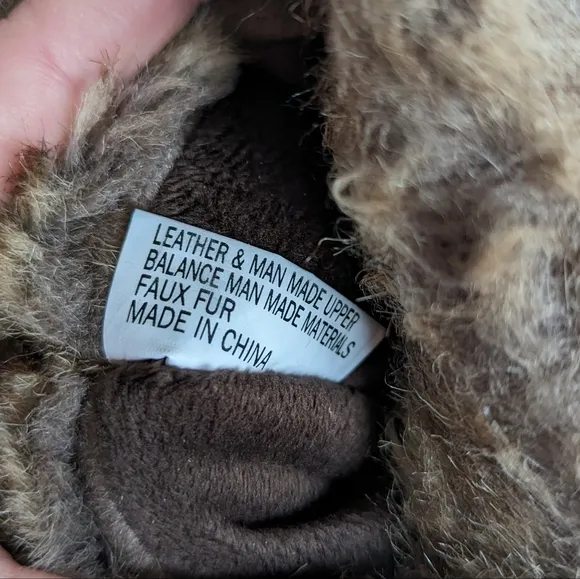 LEATHER & MAN MADE UPPER
BALANCE MAN MADE MATERIALS
FAUX FUR
MADE IN CHINA